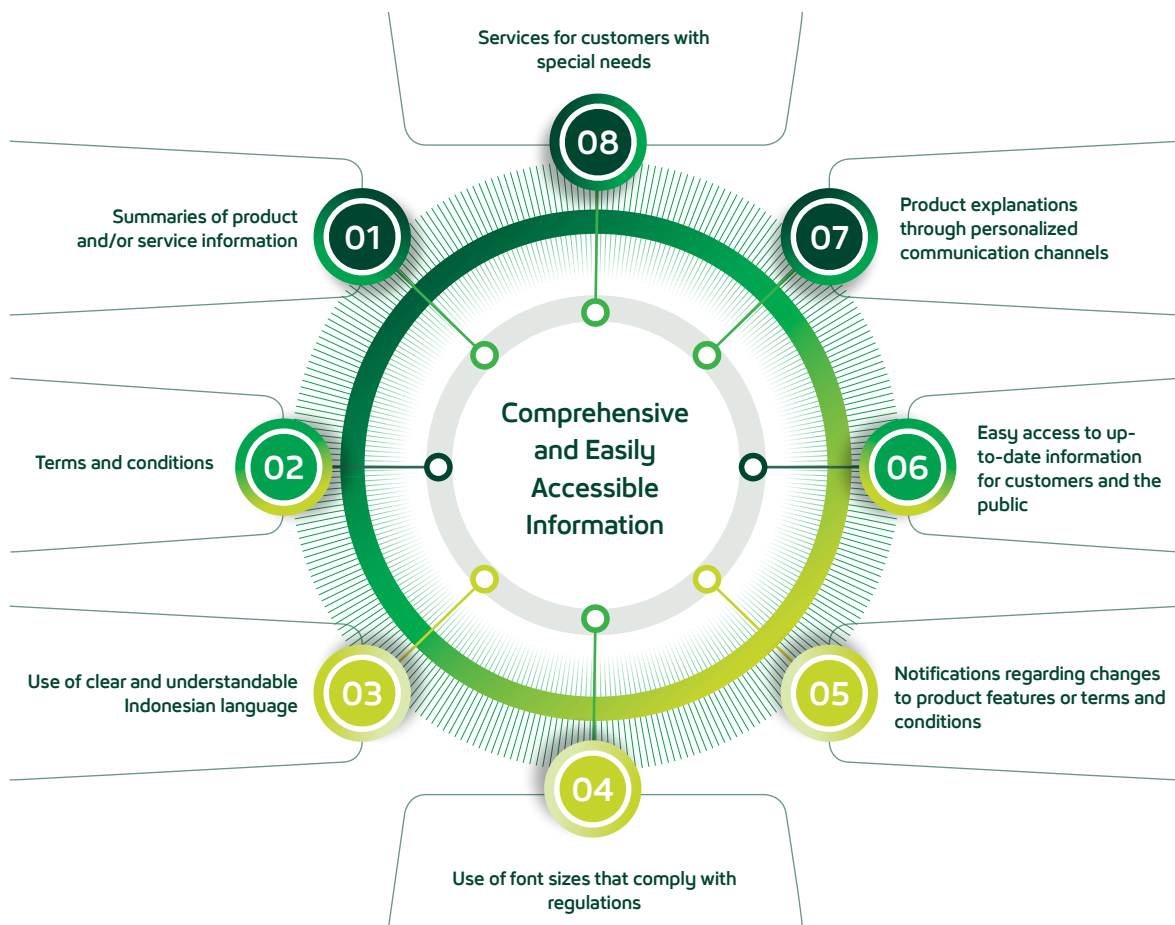 Services for customers with
special needs
08
Summaries of product
and/or service information
01
07
Product explanations
through personalized
communication channels
Comprehensive
and Easily
Accessible
Information
Terms and conditions
02
06
Easy access to up-
to-date information
for customers and the
public
Use of clear and understandable
Indonesian language
03
05
Notifications regarding changes
to product features or terms and
conditions
04
Use of font sizes that comply with
regulations